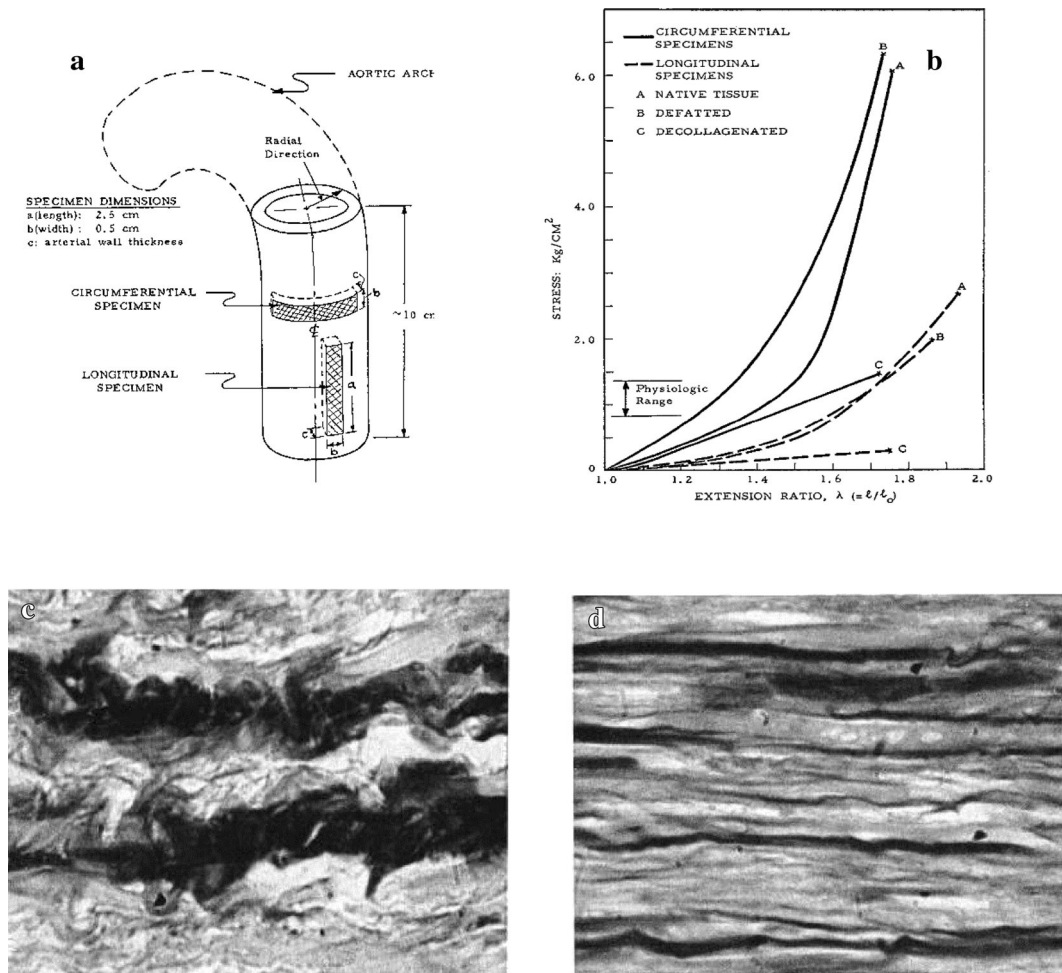 a
AORTIC ARCH
Radial
Direction
SPECIMEN DIMENSIONS
a(length): 2.5 cm
b(width) : 0.5 cm
c: arterial wall thickness
c
b
CIRCUMFERENTIAL
SPECIMEN
~10 cm
℄
a
LONGITUDINAL
SPECIMEN
c
b
b
CIRCUMFERENTIAL
SPECIMENS
LONGITUDINAL
SPECIMENS
A NATIVE TISSUE
B DEFATTED
C DECOLLAGENATED
B
A
A
B
C
C
Physiologic
Range
STRESS: Kg/CM²
6.0
4.0
2.0
0
1.0 1.2 1.4 1.6 1.8 2.0
EXTENSION RATIO, λ (=ℓ/ℓ₀)
c
d